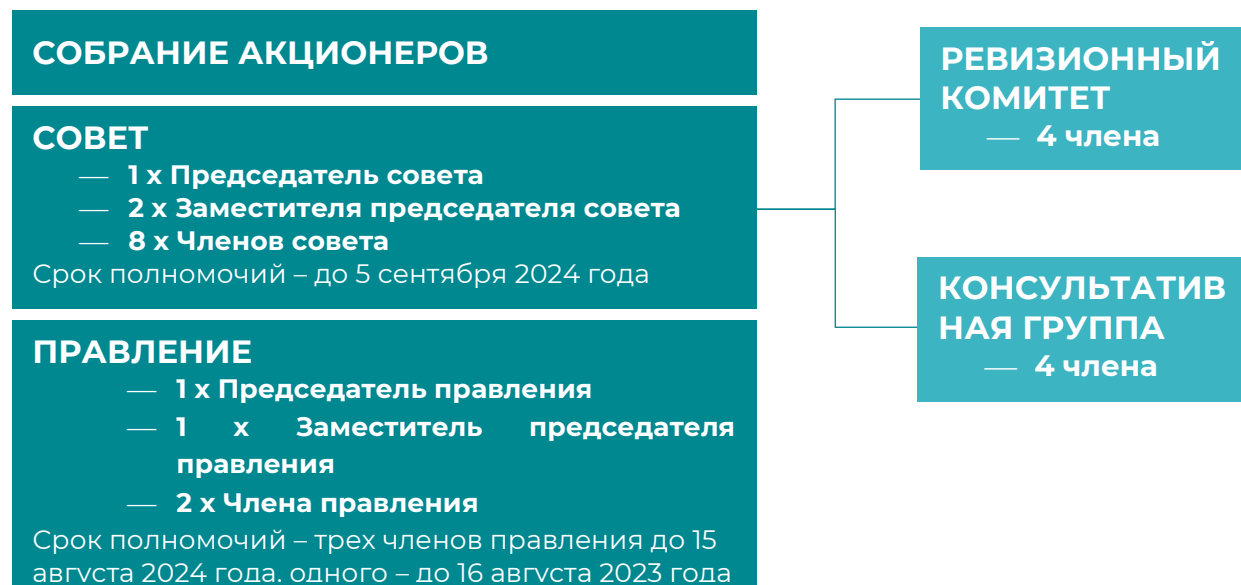 СОБРАНИЕ АКЦИОНЕРОВ
СОВЕТ
— 1 x Председатель совета
— 2 x Заместителя председателя совета
— 8 x Членов совета
Срок полномочий – до 5 сентября 2024 года
ПРАВЛЕНИЕ
— 1 x Председатель правления
— 1 x Заместитель председателя
правления
— 2 x Члена правления
Срок полномочий – трех членов правления до 15
августа 2024 года, одного – до 16 августа 2023 года
РЕВИЗИОННЫЙ
КОМИТЕТ
— 4 члена
КОНСУЛЬТАТИВ
НАЯ ГРУППА
— 4 члена